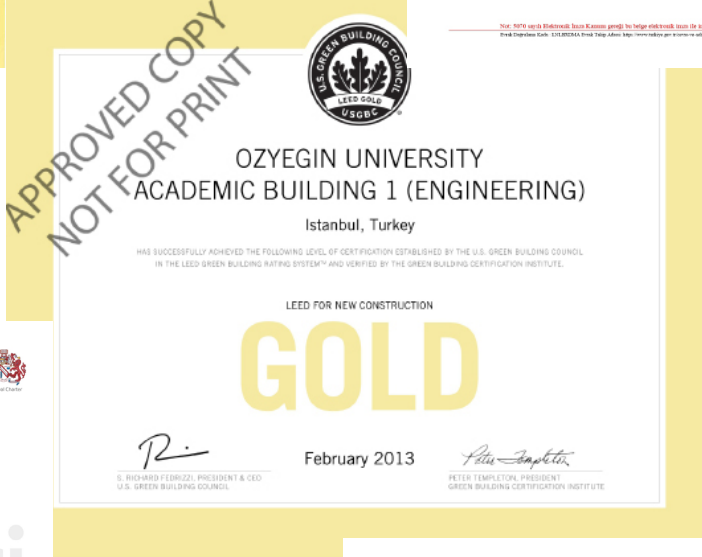 Not: 5070 sayılı Elektronik İmza Kanunu gereği bu belge elektronik imza ile
APPROVED COPY
NOT FOR PRINT
U.S. GREEN BUILDING COUNCIL
LEED GOLD
USGBC
OZYEGIN UNIVERSITY
ACADEMIC BUILDING 1 (ENGINEERING)
Istanbul, Turkey
HAS SUCCESSFULLY ACHIEVED THE FOLLOWING LEVEL OF CERTIFICATION ESTABLISHED BY THE U.S. GREEN BUILDING COUNCIL
IN THE LEED GREEN BUILDING RATING SYSTEM™ AND VERIFIED BY THE GREEN BUILDING CERTIFICATION INSTITUTE.
LEED FOR NEW CONSTRUCTION
GOLD
February 2013
Peter Templeton
S. RICHARD FEDRIZZI, PRESIDENT & CEO
U.S. GREEN BUILDING COUNCIL
PETER TEMPLETON, PRESIDENT
GREEN BUILDING CERTIFICATION INSTITUTE